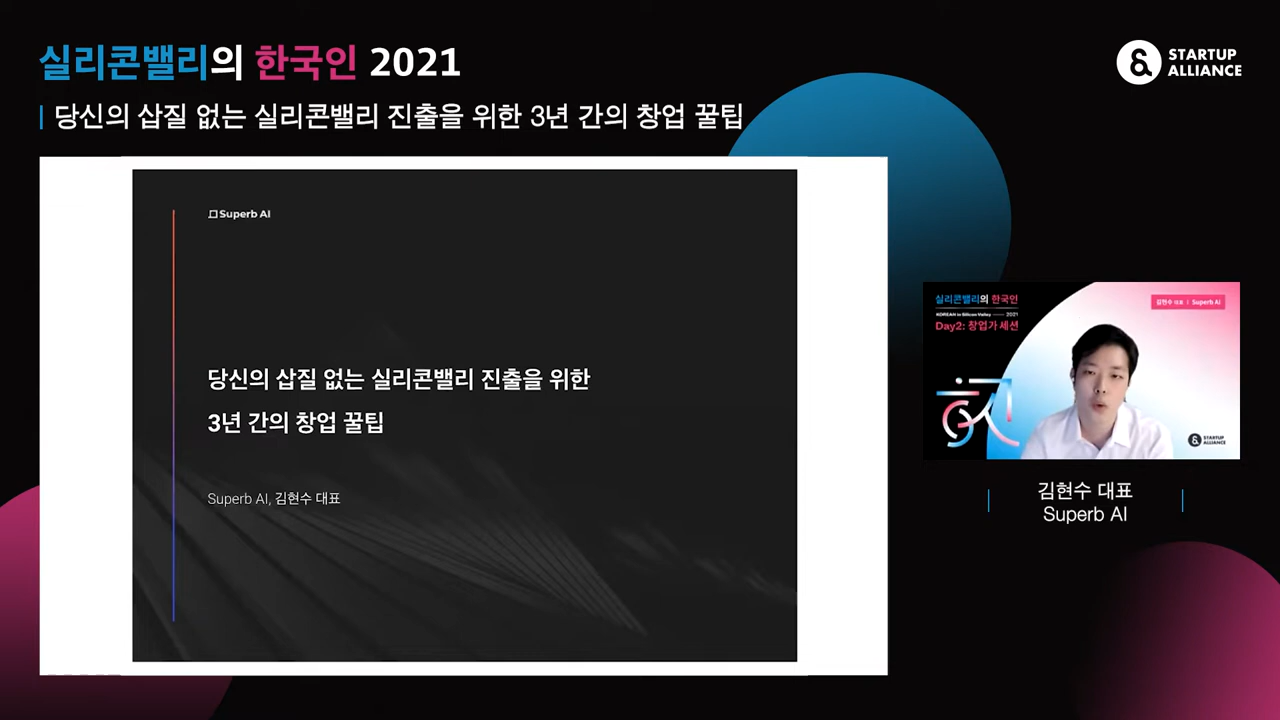 실리콘밸리의 한국인 2021
당신의 삽질 없는 실리콘밸리 진출을 위한 3년 간의 창업 꿀팁
STARTUP
ALLIANCE
Superb AI
당신의 삽질 없는 실리콘밸리 진출을 위한
3년 간의 창업 꿀팁
Superb AI, 김현수 대표
실리콘밸리의 한국인
KOREAN in Silicon Valley 2021
Day2: 창업가 세션
김현수 대표 | Superb AI
STARTUP
ALLIANCE
김현수 대표
Superb AI